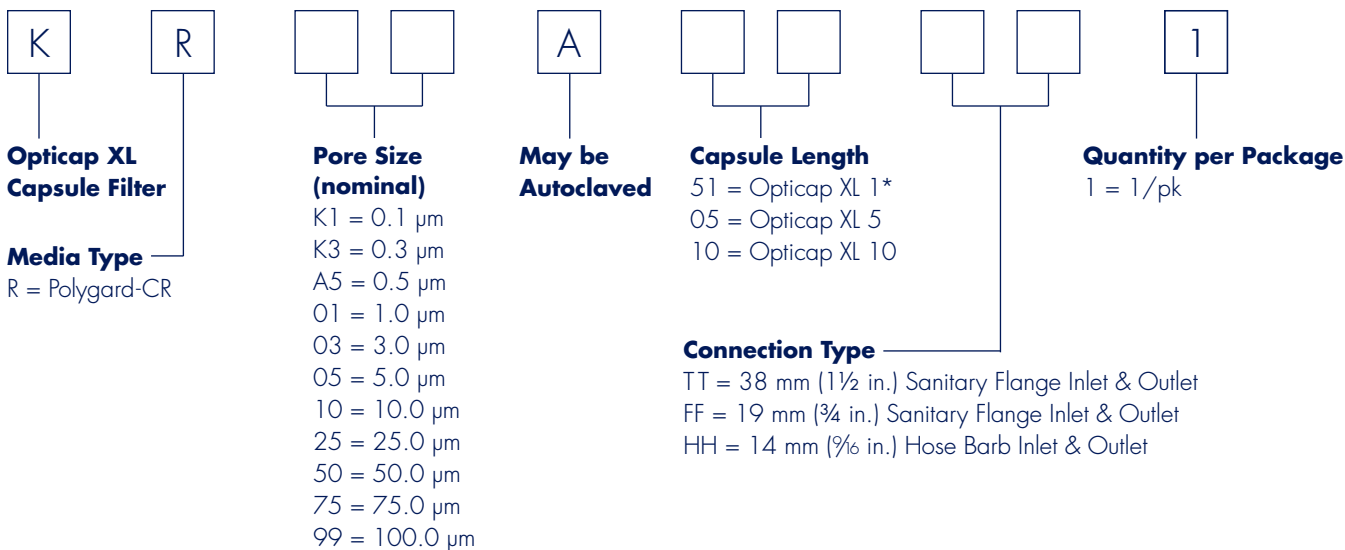 K R A 1
Opticap XL
Capsule Filter
Media Type
R = Polygard-CR
Pore Size
(nominal)
K1 = 0.1 µm
K3 = 0.3 µm
A5 = 0.5 µm
01 = 1.0 µm
03 = 3.0 µm
05 = 5.0 µm
10 = 10.0 µm
25 = 25.0 µm
50 = 50.0 µm
75 = 75.0 µm
99 = 100.0 µm
May be
Autoclaved
Capsule Length
51 = Opticap XL 1*
05 = Opticap XL 5
10 = Opticap XL 10
Connection Type
TT = 38 mm (1½ in.) Sanitary Flange Inlet & Outlet
FF = 19 mm (¾ in.) Sanitary Flange Inlet & Outlet
HH = 14 mm (9⁄16 in.) Hose Barb Inlet & Outlet
Quantity per Package
1 = 1/pk